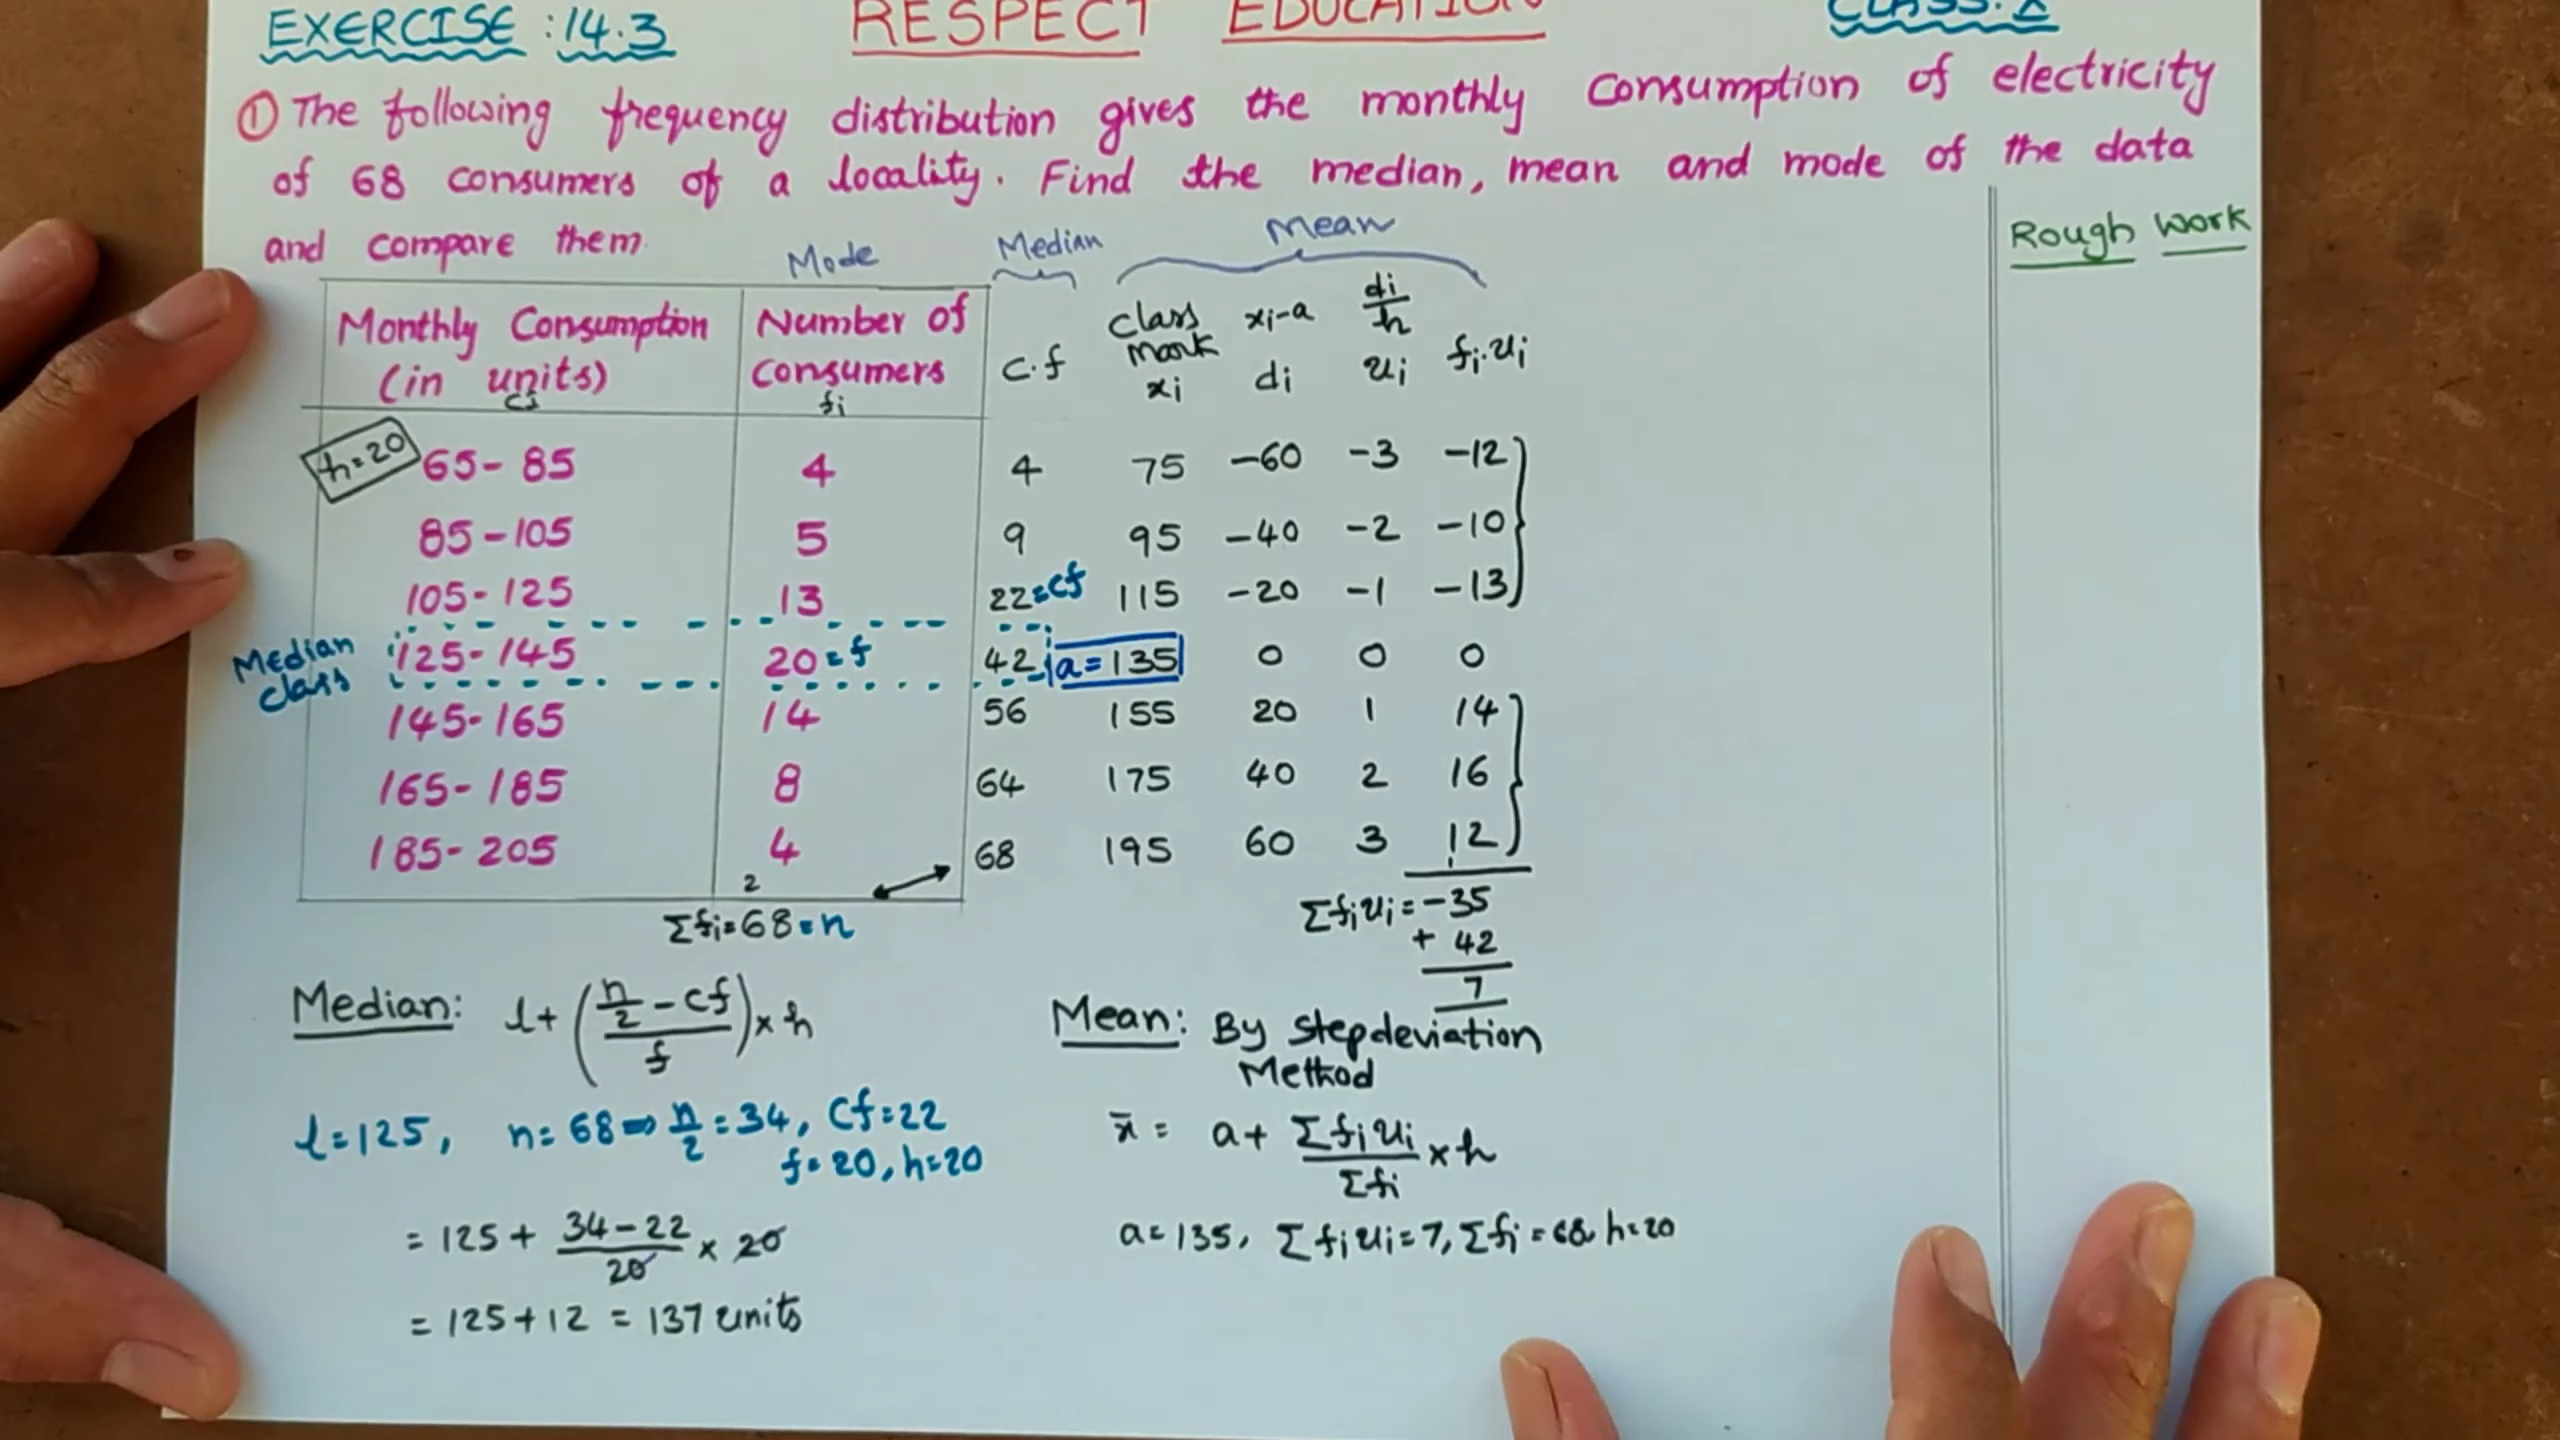 EXERCISE : 14.3 RESPECT EDUCATION CLASS: X
① The following frequency distribution gives the monthly consumption of electricity
of 68 consumers of a locality. Find the median, mean and mode of the data
and compare them
Rough Work
Mode Median Mean
Monthly Consumption (in units) ci
Number of consumers fi
c.f
class mark xi
xi-a di
di/h ui
fi.ui
h=20
65-85 4 4 75 -60 -3 -12
85-105 5 9 95 -40 -2 -10
105-125 13 22=cf 115 -20 -1 -13
Median class 125-145 20=f 42 a=135 0 0 0
145-165 14 56 155 20 1 14
165-185 8 64 175 40 2 16
185-205 4 68 195 60 3 12
2
Σfi=68=n
Σfiui=-35
+ 42
7
Median: l+((n/2-cf)/f)×h
l=125, n=68⇒n/2=34, Cf=22
f=20, h=20
=125+(34-22)/20×20
=125+12=137 units
Mean: By Stepdeviation
Method
x̄= a+Σfiui/Σfi×h
a=135, Σfiui=7, Σfi=68 h=20